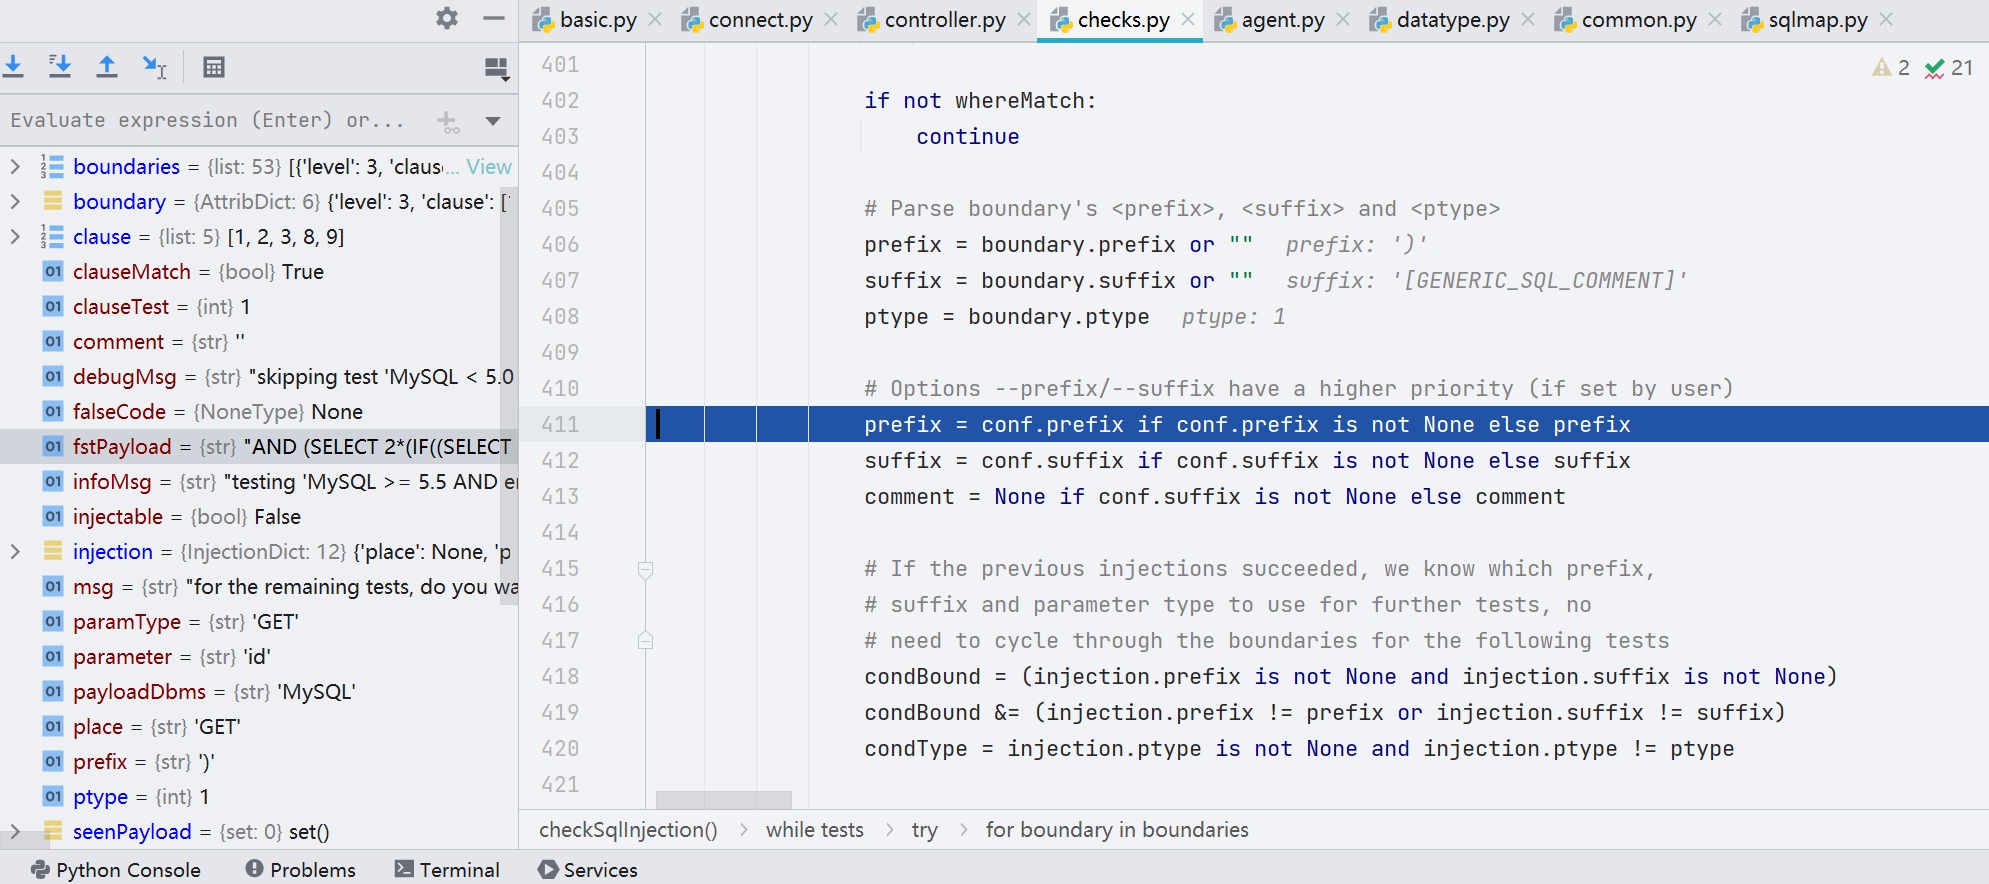 basic.py connect.py controller.py checks.py agent.py datatype.py common.py sqlmap.py
Evaluate expression (Enter) or...
boundaries = {list: 53} [{'level': 3, 'clause... View
boundary = {AttribDict: 6} {'level': 3, 'clause': ['
clause = {list: 5} [1, 2, 3, 8, 9]
clauseMatch = {bool} True
clauseTest = {int} 1
comment = {str} ''
debugMsg = {str} "skipping test 'MySQL < 5.0
falseCode = {NoneType} None
fstPayload = {str} "AND (SELECT 2*(IF((SELECT
infoMsg = {str} "testing 'MySQL >= 5.5 AND er
injectable = {bool} False
injection = {InjectionDict: 12} {'place': None, 'p
msg = {str} "for the remaining tests, do you wa
paramType = {str} 'GET'
parameter = {str} 'id'
payloadDbms = {str} 'MySQL'
place = {str} 'GET'
prefix = {str} ')'
ptype = {int} 1
seenPayload = {set: 0} set()
2 21
401
402 if not whereMatch:
403 continue
404
405 # Parse boundary's <prefix>, <suffix> and <ptype>
406 prefix = boundary.prefix or "" prefix: ')'
407 suffix = boundary.suffix or "" suffix: '[GENERIC_SQL_COMMENT]'
408 ptype = boundary.ptype ptype: 1
409
410 # Options --prefix/--suffix have a higher priority (if set by user)
411 prefix = conf.prefix if conf.prefix is not None else prefix
412 suffix = conf.suffix if conf.suffix is not None else suffix
413 comment = None if conf.suffix is not None else comment
414
415 # If the previous injections succeeded, we know which prefix,
416 # suffix and parameter type to use for further tests, no
417 # need to cycle through the boundaries for the following tests
418 condBound = (injection.prefix is not None and injection.suffix is not None)
419 condBound &= (injection.prefix != prefix or injection.suffix != suffix)
420 condType = injection.ptype is not None and injection.ptype != ptype
421
checkSqlInjection() > while tests > try > for boundary in boundaries
Python Console Problems Terminal Services